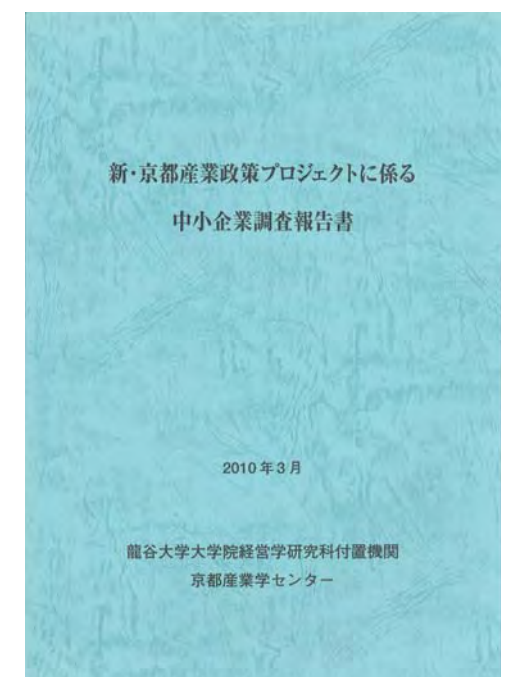 新・京都産業政策プロジェクトに係る
中小企業調査報告書
2010年3月
龍谷大学大学院経営学研究科付置機関
京都産業学センター